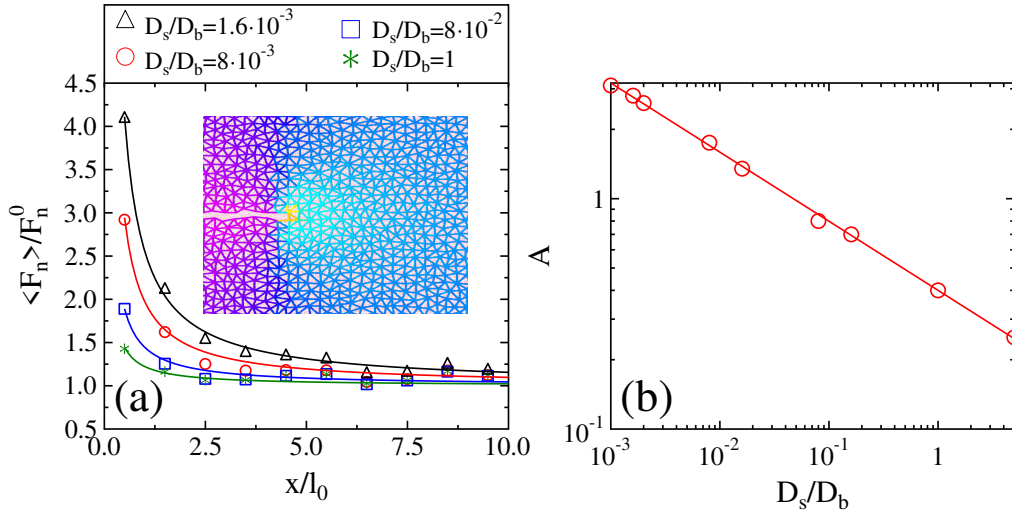 D_s/D_b=1.6·10^-3
D_s/D_b=8·10^-2
D_s/D_b=8·10^-3
D_s/D_b=1
<F_n>/F_n^0
4.5
4.0
3.5
3.0
2.5
2.0
1.5
1.0
0.5
(a)
0.0 2.5 5.0 7.5 10.0
x/l_0
A
1
10^-1
(b)
10^-3 10^-2 10^-1 1
D_s/D_b